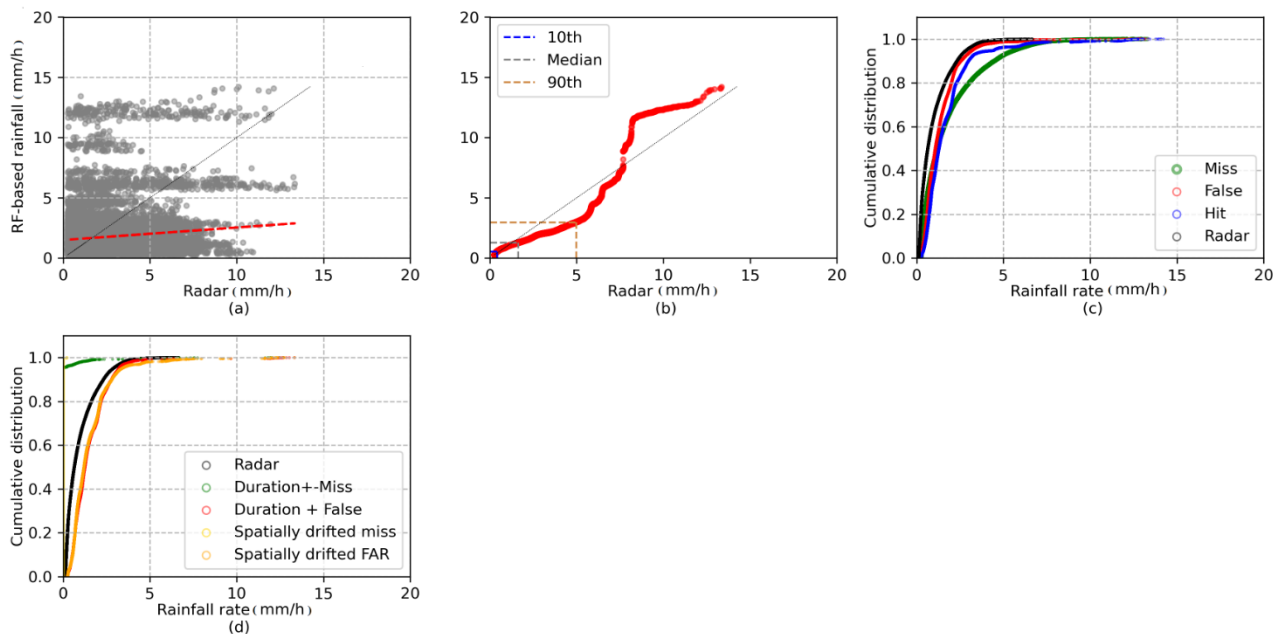 20
15
10
5
0
RF-based rainfall (mm/h)
0
5
10
15
20
Radar (mm/h)
(a)
20
15
10
5
0
10th
Median
90th
0
5
10
15
20
Radar (mm/h)
(b)
1.0
0.8
0.6
0.4
0.2
0.0
Cumulative distribution
Miss
False
Hit
Radar
0
5
10
15
20
Rainfall rate (mm/h)
(c)
1.0
0.8
0.6
0.4
0.2
0.0
Cumulative distribution
Radar
Duration+-Miss
Duration + False
Spatially drifted miss
Spatially drifted FAR
0
5
10
15
20
Rainfall rate (mm/h)
(d)